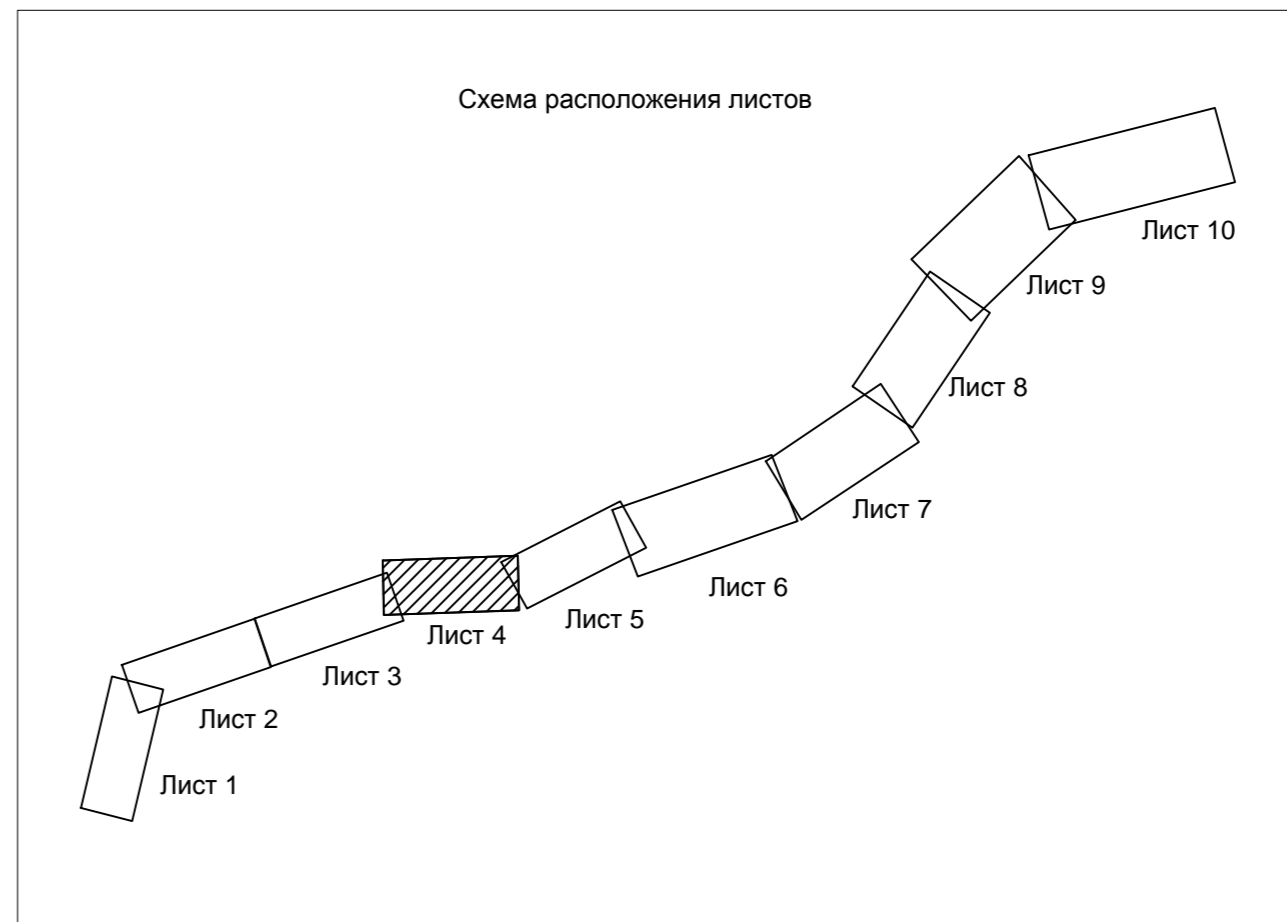 Схема расположения листов
Лист 10
Лист 9
Лист 8
Лист 7
Лист 6
Лист 5
Лист 4
Лист 3
Лист 2
Лист 1